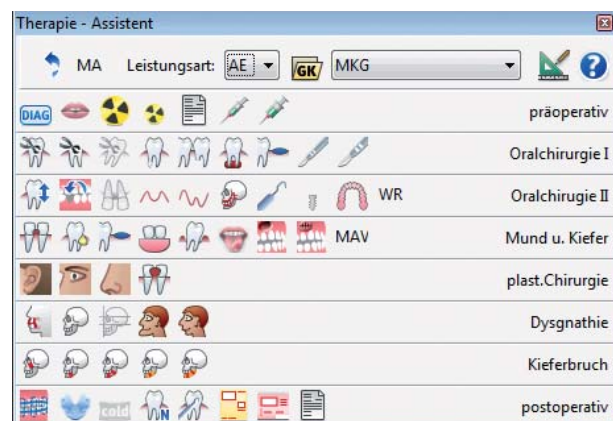 Therapie - Assistent
MA Leistungsart: AE GK MKG
DIAG präoperativ
Oralchirurgie I
WR Oralchirugie II
MAV Mund u. Kiefer
plast.Chirurgie
Dysgnathie
Kieferbruch
cold N postoperativ